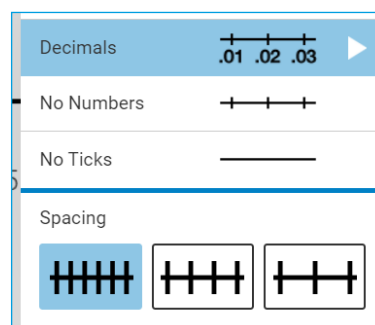 Decimals
.01 .02 .03
No Numbers
No Ticks
Spacing